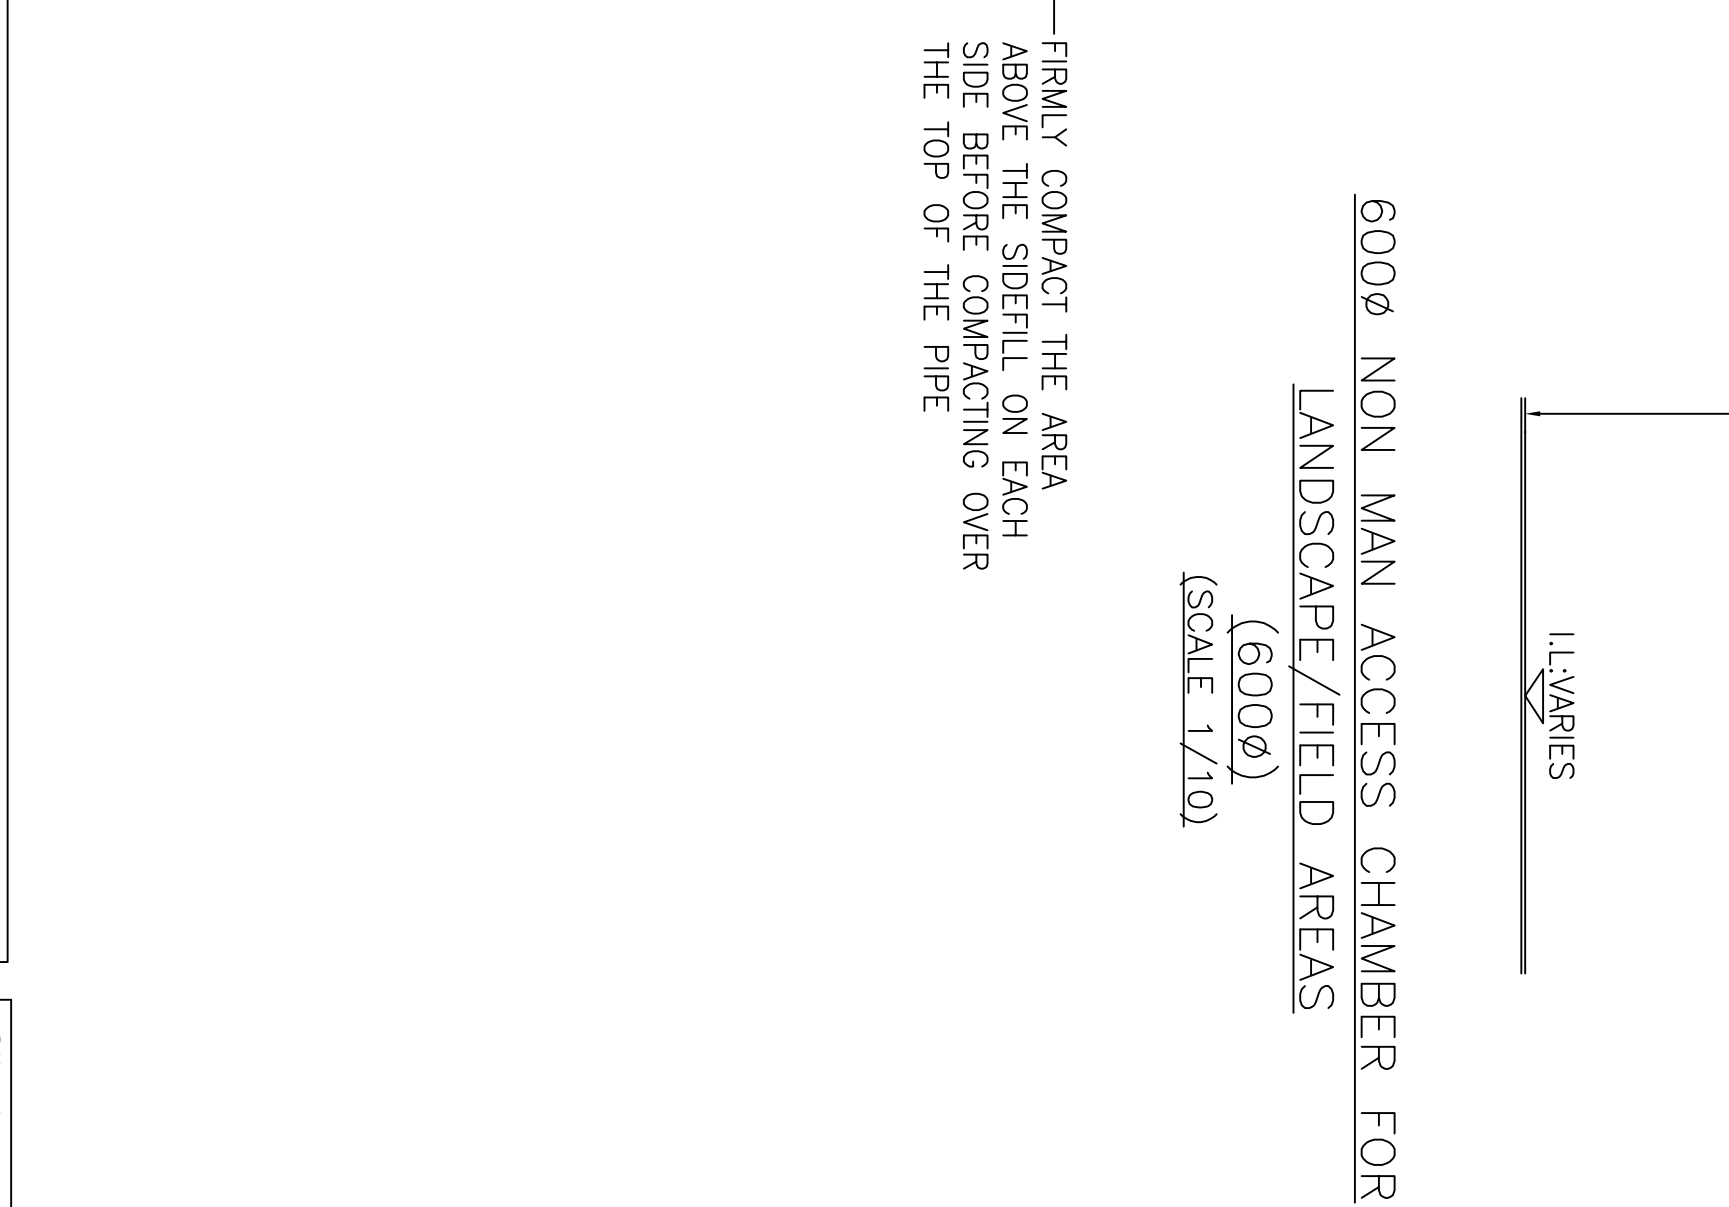 I.L:VARIES
600ø NON MAN ACCESS CHAMBER FOR
LANDSCAPE/FIELD AREAS
(600ø)
(SCALE 1/10)
FIRMLY COMPACT THE AREA
ABOVE THE SIDEFILL ON EACH
SIDE BEFORE COMPACTING OVER
THE TOP OF THE PIPE